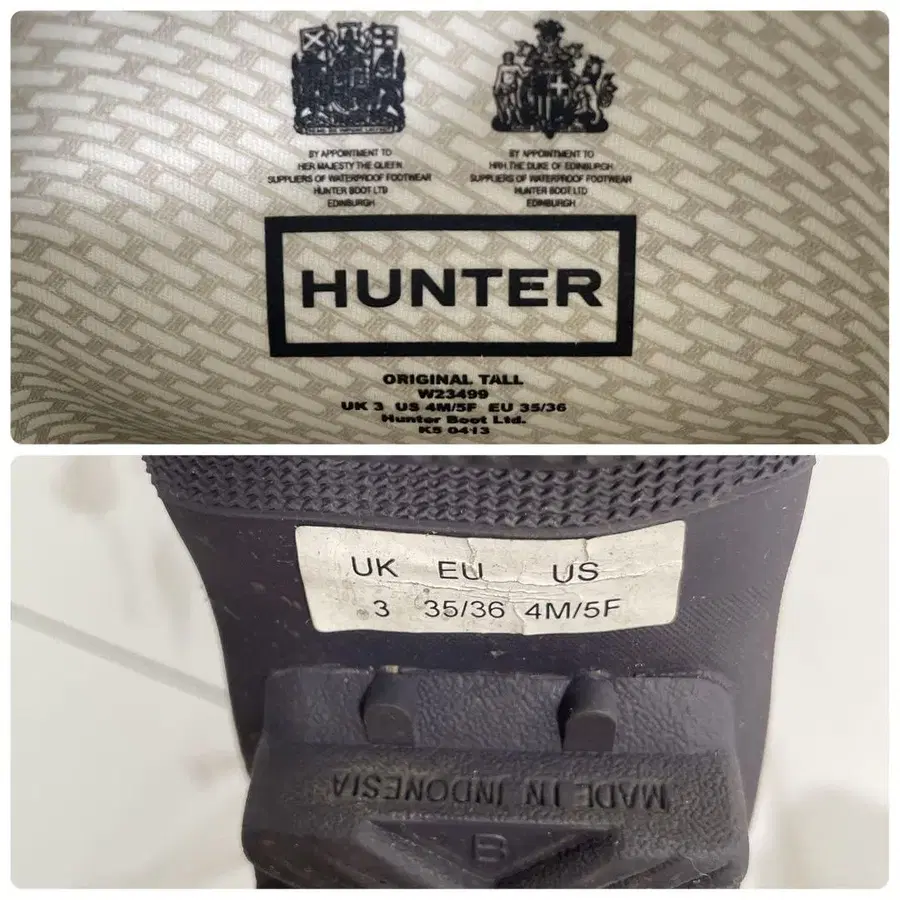 BY APPOINTMENT TO
HER MAJESTY THE QUEEN
SUPPLIERS OF WATERPROOF FOOTWEAR
HUNTER BOOT LTD
EDINBURGH
BY APPOINTMENT TO
HRH THE DUKE OF EDINBURGH
SUPPLIERS OF WATERPROOF FOOTWEAR
HUNTER BOOT LTD
EDINBURGH
HUNTER
ORIGINAL TALL
W23499
UK 3 US 4M/5F EU 35/36
Hunter Boot Ltd.
K5 0413
UK EU US
3 35/36 4M/5F
MADE IN INDONESIA